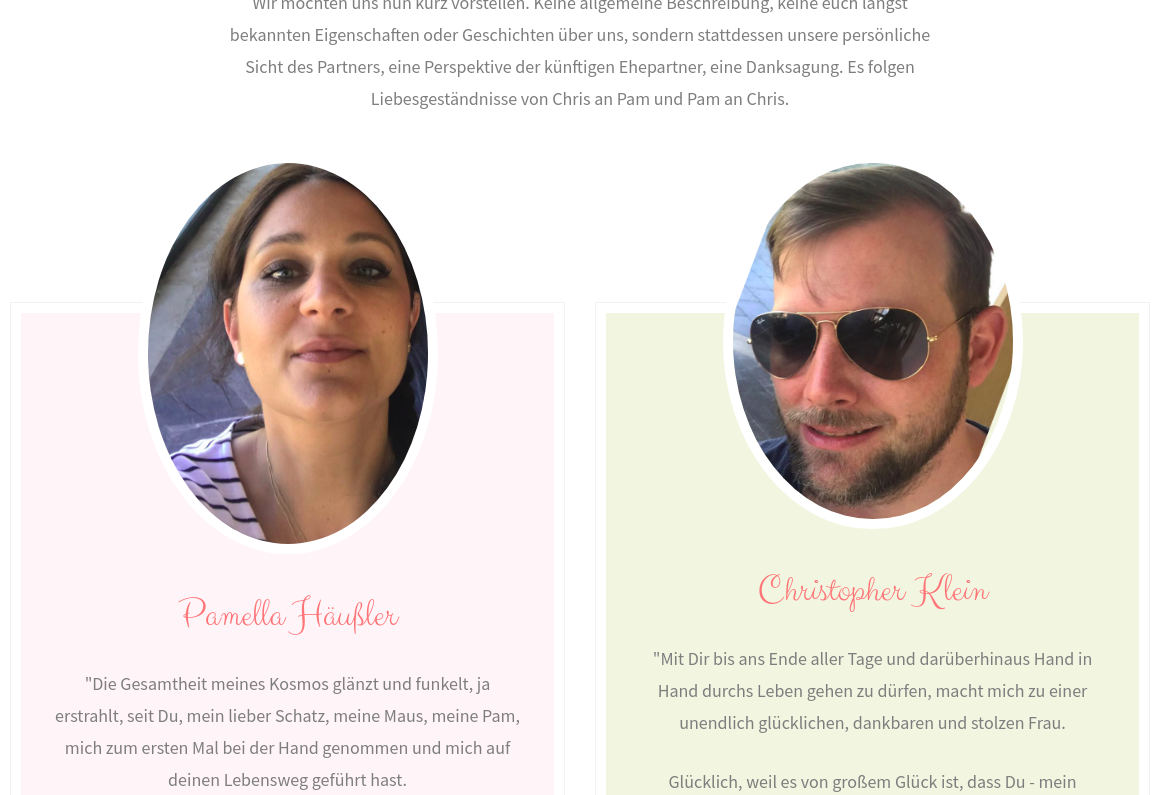 Wir möchten uns nun kurz vorstellen. Keine allgemeine Beschreibung, keine euch längst
bekannten Eigenschaften oder Geschichten über uns, sondern stattdessen unsere persönliche
Sicht des Partners, eine Perspektive der künftigen Ehepartner, eine Danksagung. Es folgen
Liebesgeständnisse von Chris an Pam und Pam an Chris.
Pamella Häußler
"Die Gesamtheit meines Kosmos glänzt und funkelt, ja
erstrahlt, seit Du, mein lieber Schatz, meine Maus, meine Pam,
mich zum ersten Mal bei der Hand genommen und mich auf
deinen Lebensweg geführt hast.
Christopher Klein
"Mit Dir bis ans Ende aller Tage und darüberhinaus Hand in
Hand durchs Leben gehen zu dürfen, macht mich zu einer
unendlich glücklichen, dankbaren und stolzen Frau.
Glücklich, weil es von großem Glück ist, dass Du - mein